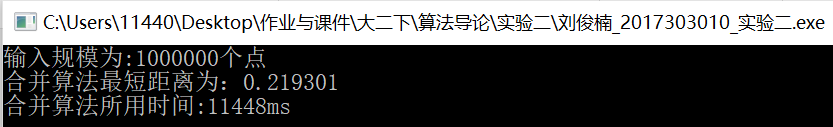 C:\Users\11440\Desktop\作业与课件\大二下\算法导论\实验二\刘俊楠_2017303010_实验二.exe
输入规模为:1000000个点
合并算法最短距离为：0.219301
合并算法所用时间:11448ms